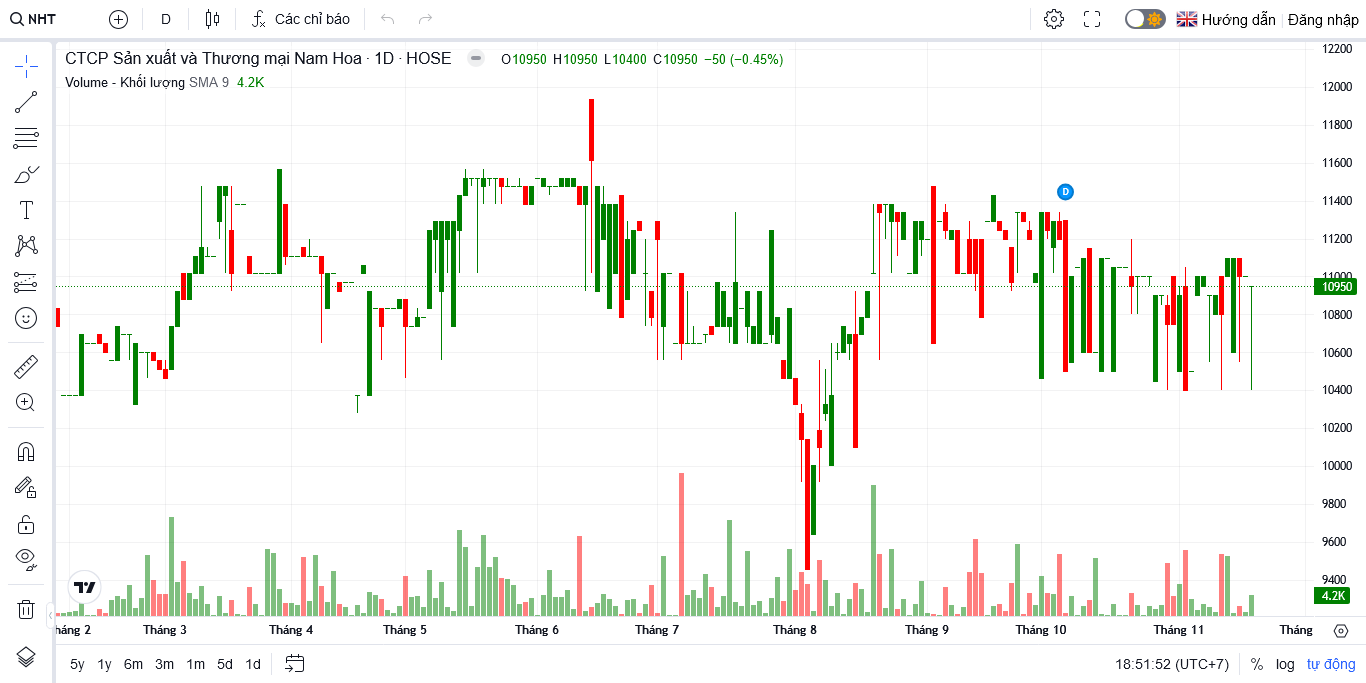 NHT
D
Các chỉ báo
Hướng dẫn
Đăng nhập
CTCP Sản xuất và Thương mại Nam Hoa · 1D · HOSE
O10950 H10950 L10400 C10950 −50 (−0.45%)
Volume - Khối lượng SMA 9 4.2K
D
12200
12000
11800
11600
11400
11200
11000
10950
10800
10600
10400
10200
10000
9800
9600
9400
4.2K
háng 2
Tháng 3
Tháng 4
Tháng 5
Tháng 6
Tháng 7
Tháng 8
Tháng 9
Tháng 10
Tháng 11
Tháng
5y 1y 6m 3m 1m 5d 1d
18:51:52 (UTC+7)
%
log
tự động